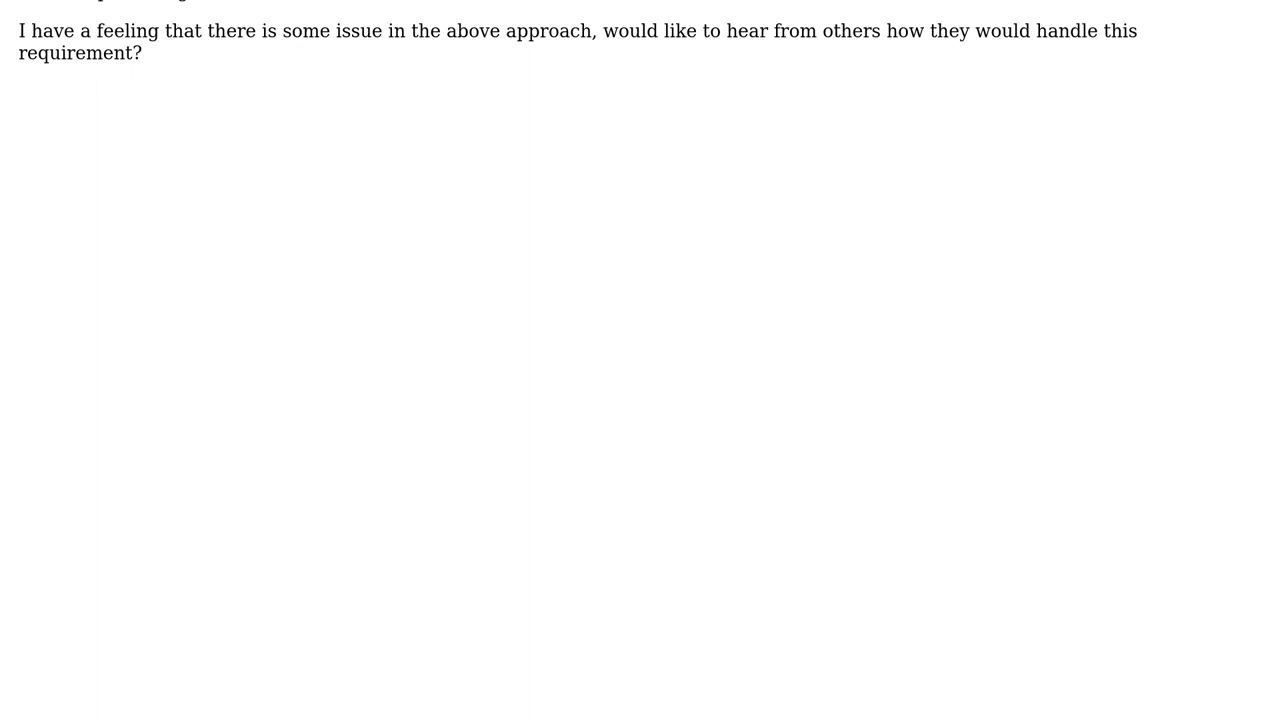 I have a feeling that there is some issue in the above approach, would like to hear from others how they would handle this
requirement?